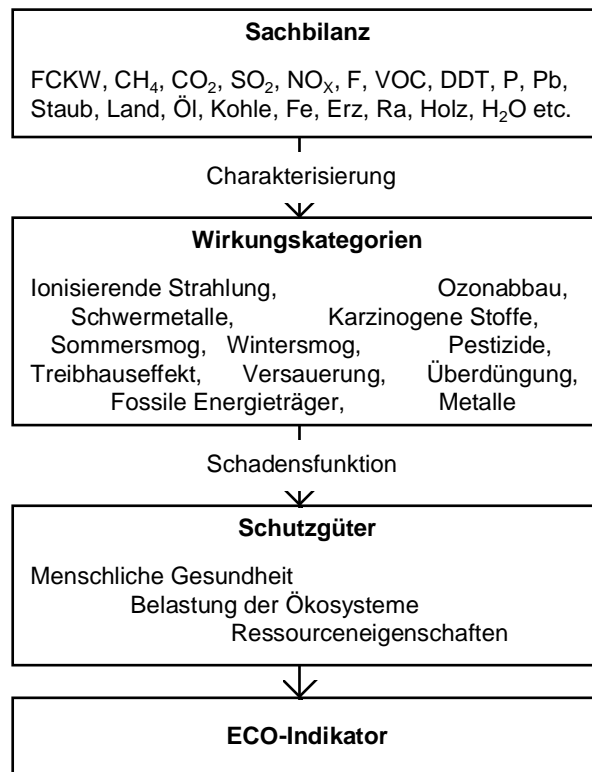 Sachbilanz
FCKW, CH₄, CO₂, SO₂, NOₓ, F, VOC, DDT, P, Pb,
Staub, Land, Öl, Kohle, Fe, Erz, Ra, Holz, H₂O etc.
Charakterisierung
Wirkungskategorien
Ionisierende Strahlung, Ozonabbau,
Schwermetalle, Karzinogene Stoffe,
Sommersmog, Wintersmog, Pestizide,
Treibhauseffekt, Versauerung, Überdüngung,
Fossile Energieträger, Metalle
Schadensfunktion
Schutzgüter
Menschliche Gesundheit
Belastung der Ökosysteme
Ressourceneigenschaften
ECO-Indikator